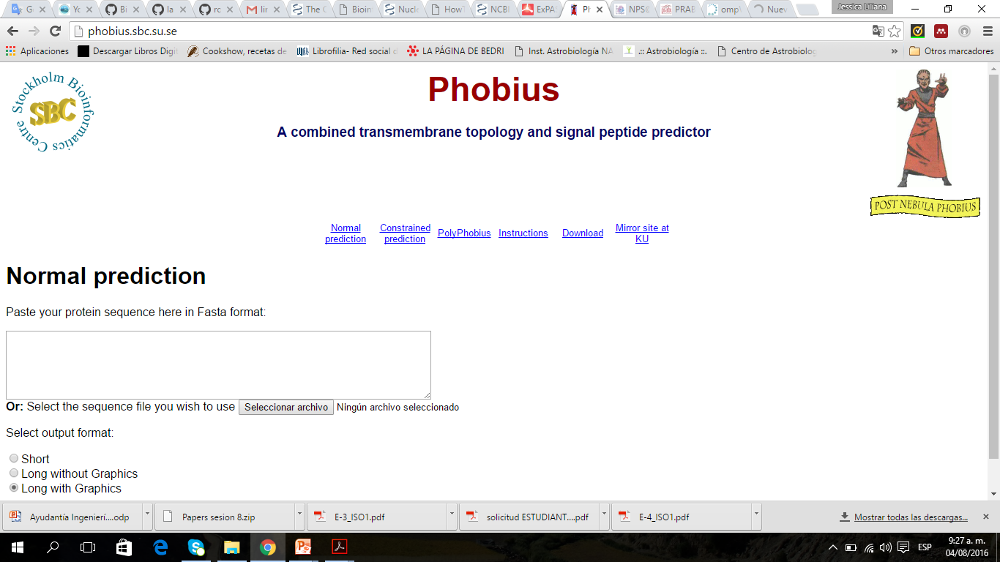 Jessica Liliana
G
Yo
Bi
la
rc
lir
The C
Bioin
Nucle
HowT
NCBI
ExPAS
Ph
NPS@
PRAB
omp
Nuev
phobius.sbc.su.se
Aplicaciones
Descargar Libros Digit
Cookshow, recetas de
Librofilia- Red social d
LA PÁGINA DE BEDRI
Inst. Astrobiología NA
.:: Astrobiología ::.
Centro de Astrobiolog
»
Otros marcadores
Stockholm Bioinformatics Centre
SBC
Phobius
A combined transmembrane topology and signal peptide predictor
POST NEBULA PHOBIUS
Normal prediction
Constrained prediction
PolyPhobius
Instructions
Download
Mirror site at KU
Normal prediction
Paste your protein sequence here in Fasta format:
Or: Select the sequence file you wish to use Seleccionar archivo Ningún archivo seleccionado
Select output format:
Short
Long without Graphics
Long with Graphics
Ayudantía Ingenierí....odp
Papers sesion 8.zip
E-3_ISO1.pdf
solicitud ESTUDIANT....pdf
E-4_ISO1.pdf
Mostrar todas las descargas...
ESP
9:27 a. m.
04/08/2016